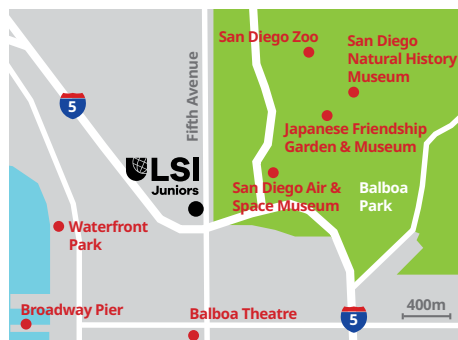 San Diego Zoo
San Diego
Natural History
Museum
Fifth Avenue
5
Japanese Friendship
Garden & Museum
LSI
Juniors
San Diego Air &
Space Museum
Balboa
Park
Waterfront
Park
Broadway Pier
Balboa Theatre
5
400m